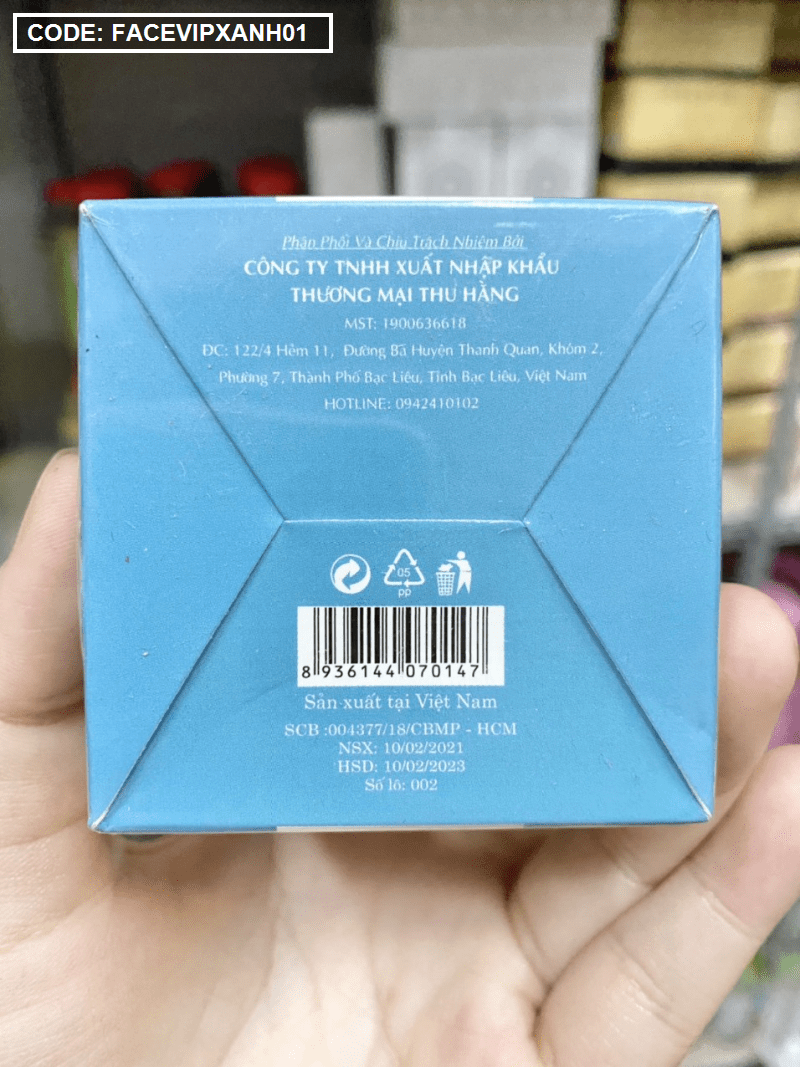 CODE: FACEVIPXANH01
Phân Phối Và Chịu Trách Nhiệm Bởi
CÔNG TY TNHH XUẤT NHẬP KHẨU
THƯƠNG MẠI THU HẰNG
MST: 1900636618
ĐC: 122/4 Hẻm 11, Đường Bà Huyện Thanh Quan, Khóm 2,
Phường 7, Thành Phố Bạc Liêu, Tỉnh Bạc Liêu, Việt Nam
HOTLINE: 0942410102
05
PP
8 936144 070147
Sản xuất tại Việt Nam
SCB :004377/18/CBMP - HCM
NSX: 10/02/2021
HSD: 10/02/2023
Số lô: 002